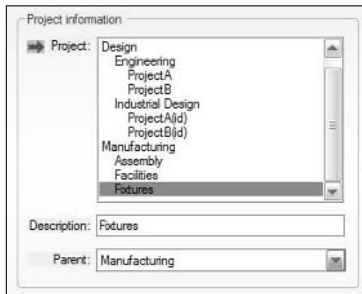 Project information
Project:
Design
Engineering
ProjectA
ProjectB
Industrial Design
ProjectA(id)
ProjectB(id)
Manufacturing
Assembly
Facilities
Fixtures
Description: Fixtures
Parent: Manufacturing